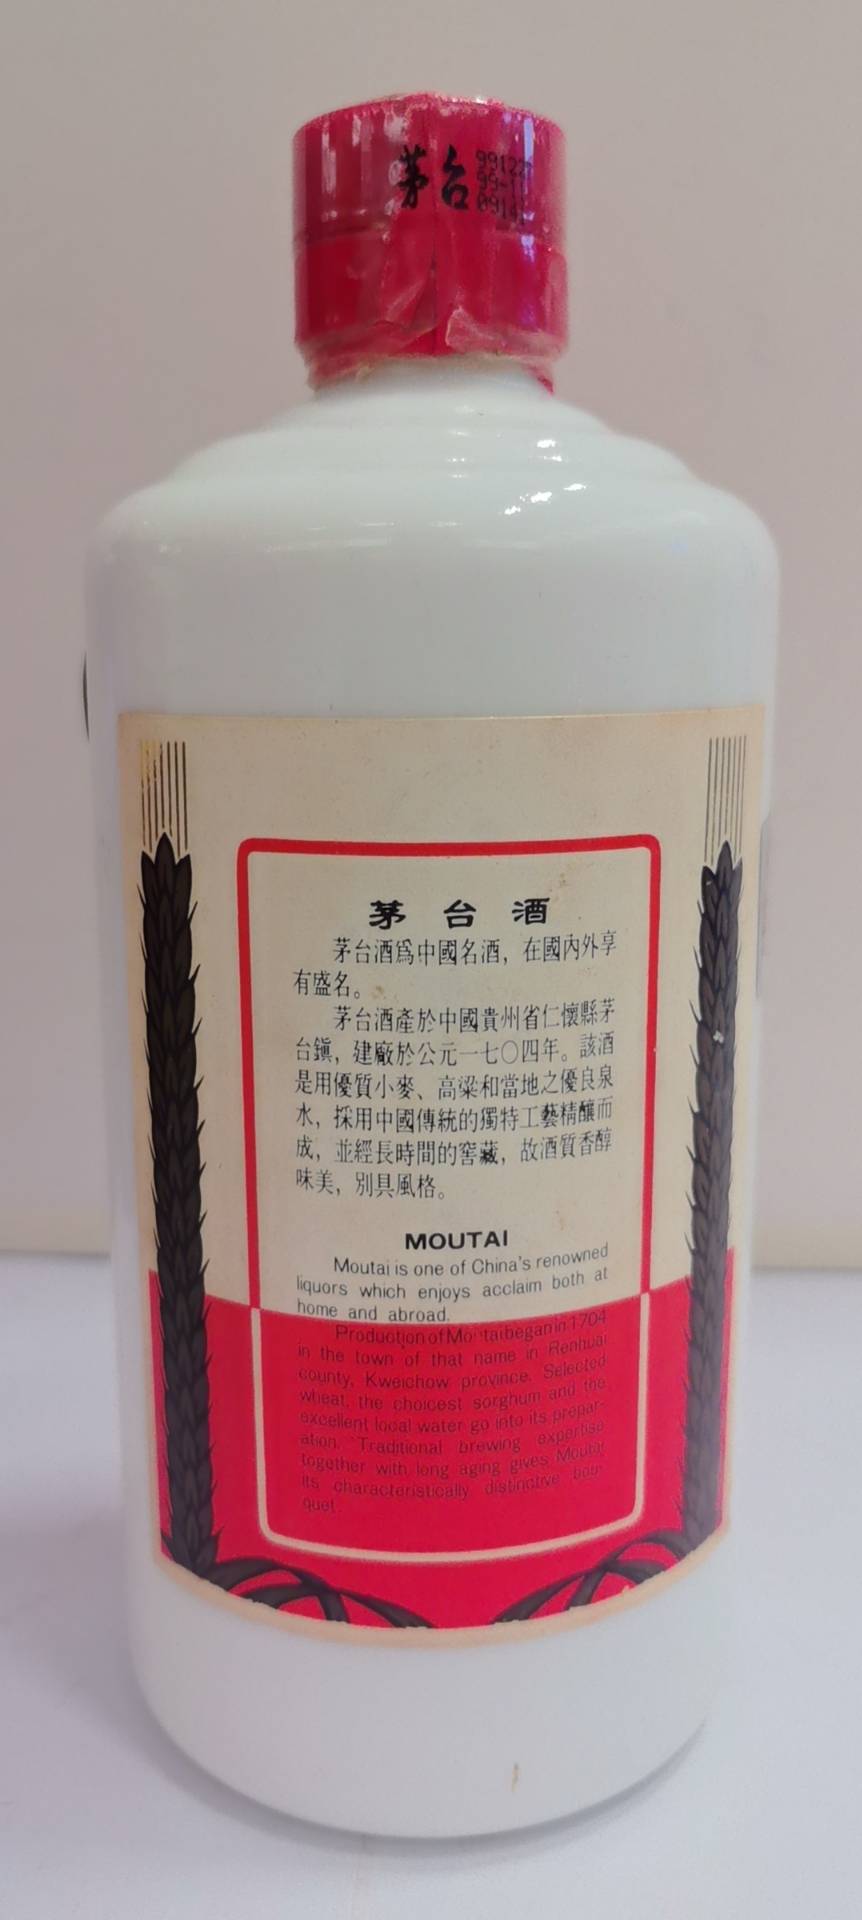 茅台
茅台酒
茅台酒爲中國名酒，在國內外享
有盛名。
茅台酒產於中國貴州省仁懷縣茅
台鎭，建廠於公元一七〇四年。該酒
是用優質小麥、高粱和當地之優良泉
水，採用中國傳統的獨特工藝精釀而
成，並經長時間的窖藏，故酒質香醇
味美，別具風格。
MOUTAI
Moutai is one of China's renowned
liquors which enjoys acclaim both at
home and abroad.
Production of Moutai began in 1704
in the town of that name in Renhuai
county, Kweichow province. Selected
wheat, the choicest sorghum and the
excellent local water go into its prepar-
ation. Traditional brewing expertise
together with long aging gives Moutai
its characteristically distinctive bou-
quet.